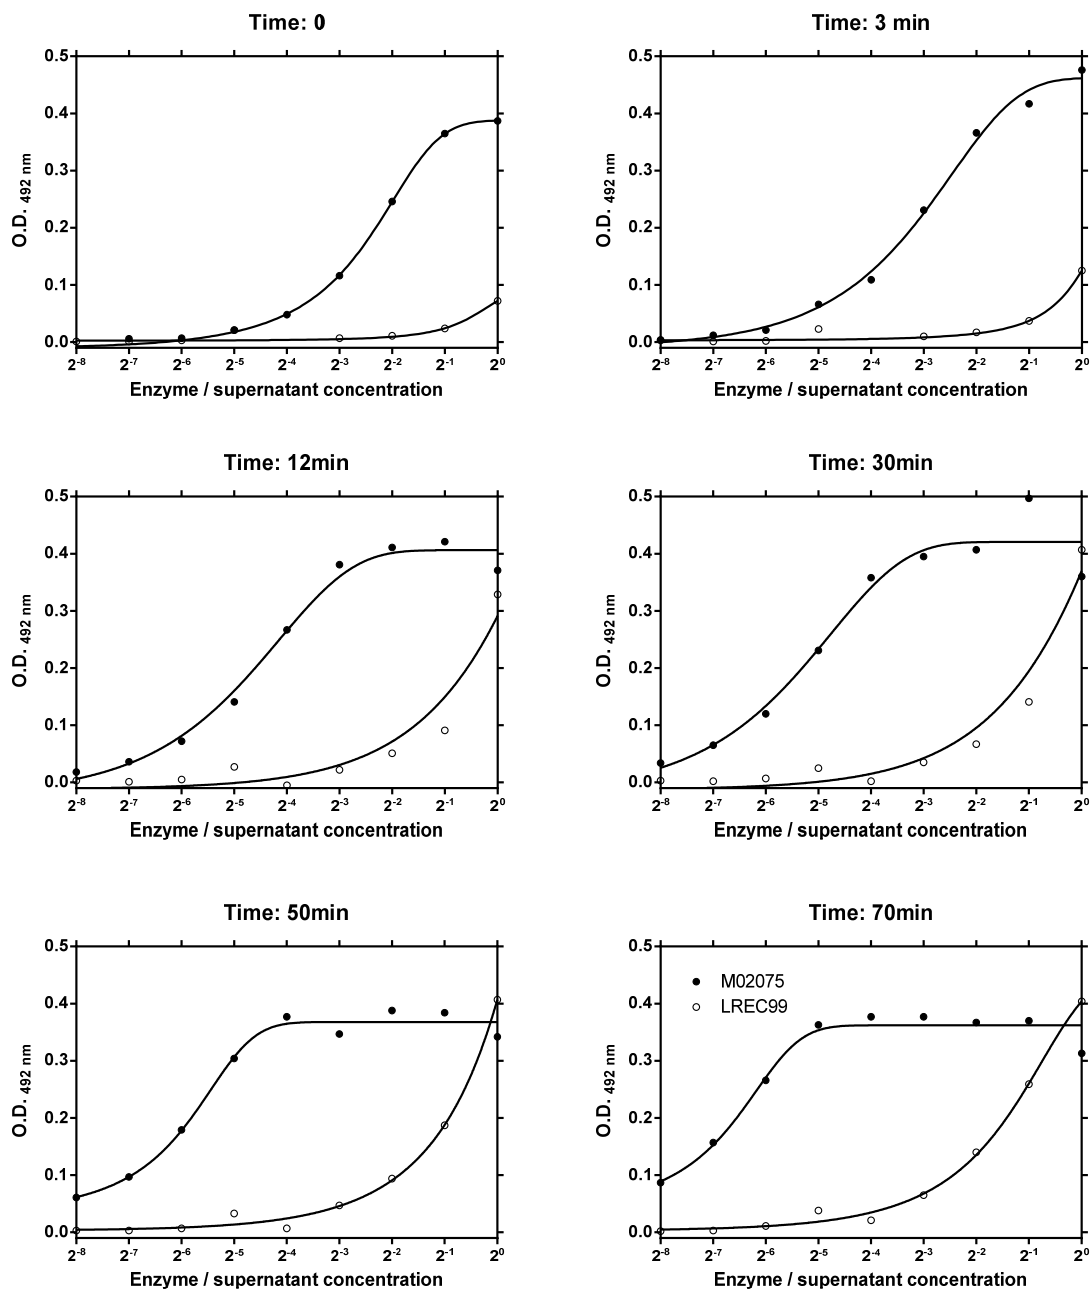 Time: 0
0.5
0.4
0.3
0.2
0.1
0.0
O.D. 492 nm
2-8 2-7 2-6 2-5 2-4 2-3 2-2 2-1 20
Enzyme / supernatant concentration
Time: 3 min
0.5
0.4
0.3
0.2
0.1
0.0
O.D. 492 nm
2-8 2-7 2-6 2-5 2-4 2-3 2-2 2-1 20
Enzyme / supernatant concentration
Time: 12min
0.5
0.4
0.3
0.2
0.1
0.0
O.D. 492 nm
2-8 2-7 2-6 2-5 2-4 2-3 2-2 2-1 20
Enzyme / supernatant concentration
Time: 30min
0.5
0.4
0.3
0.2
0.1
0.0
O.D. 492 nm
2-8 2-7 2-6 2-5 2-4 2-3 2-2 2-1 20
Enzyme / supernatant concentration
Time: 50min
0.5
0.4
0.3
0.2
0.1
0.0
O.D. 492 nm
2-8 2-7 2-6 2-5 2-4 2-3 2-2 2-1 20
Enzyme / supernatant concentration
Time: 70min
0.5
0.4
0.3
0.2
0.1
0.0
O.D. 492 nm
M02075
LREC99
2-8 2-7 2-6 2-5 2-4 2-3 2-2 2-1 20
Enzyme / supernatant concentration